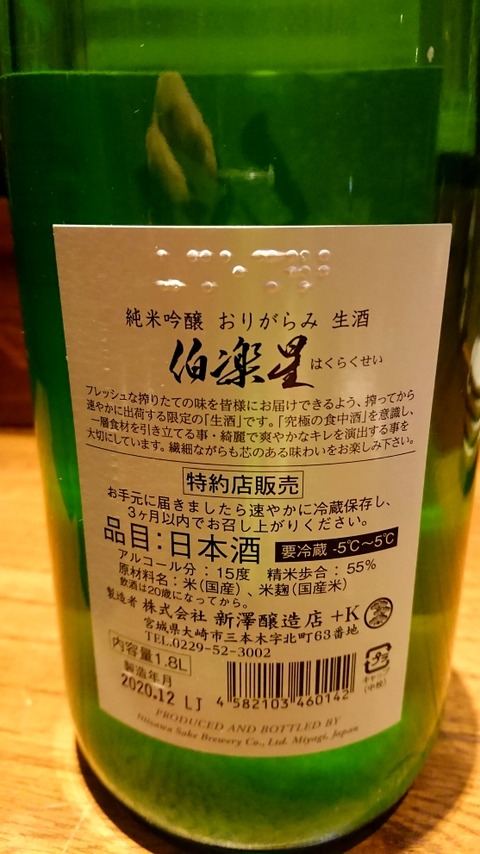 純米吟醸 おりがらみ 生酒
伯楽星 はくらくせい
フレッシュな搾りたての味を皆様にお届けできるよう、搾ってから
速やかに出荷する限定の「生酒」です。「究極の食中酒」を意識し、
一層食材を引き立てる事・綺麗で爽やかなキレを演出する事を
大切にしています。繊細ながらも芯のある味わいをお楽しみ下さい。
特約店販売
お手元に届きましたら速やかに冷蔵保存し、
3ヶ月以内でお召し上がりください。
品目:日本酒 要冷蔵 -5℃〜5℃
アルコール分：15度 精米歩合：55%
原材料名：米(国産)、米麹(国産米)
飲酒は20歳になってから。
製造者 株式会社 新澤醸造店 +K
宮城県大崎市三本木字北町63番地
TEL.0229-52-3002
内容量1.8L
製造年月
2020.12 LJ
4 582103 460142
キャップ
(中栓)
PRODUCED AND BOTTLED BY
Niizawa Sake Brewery Co., Ltd. Miyagi, Japan